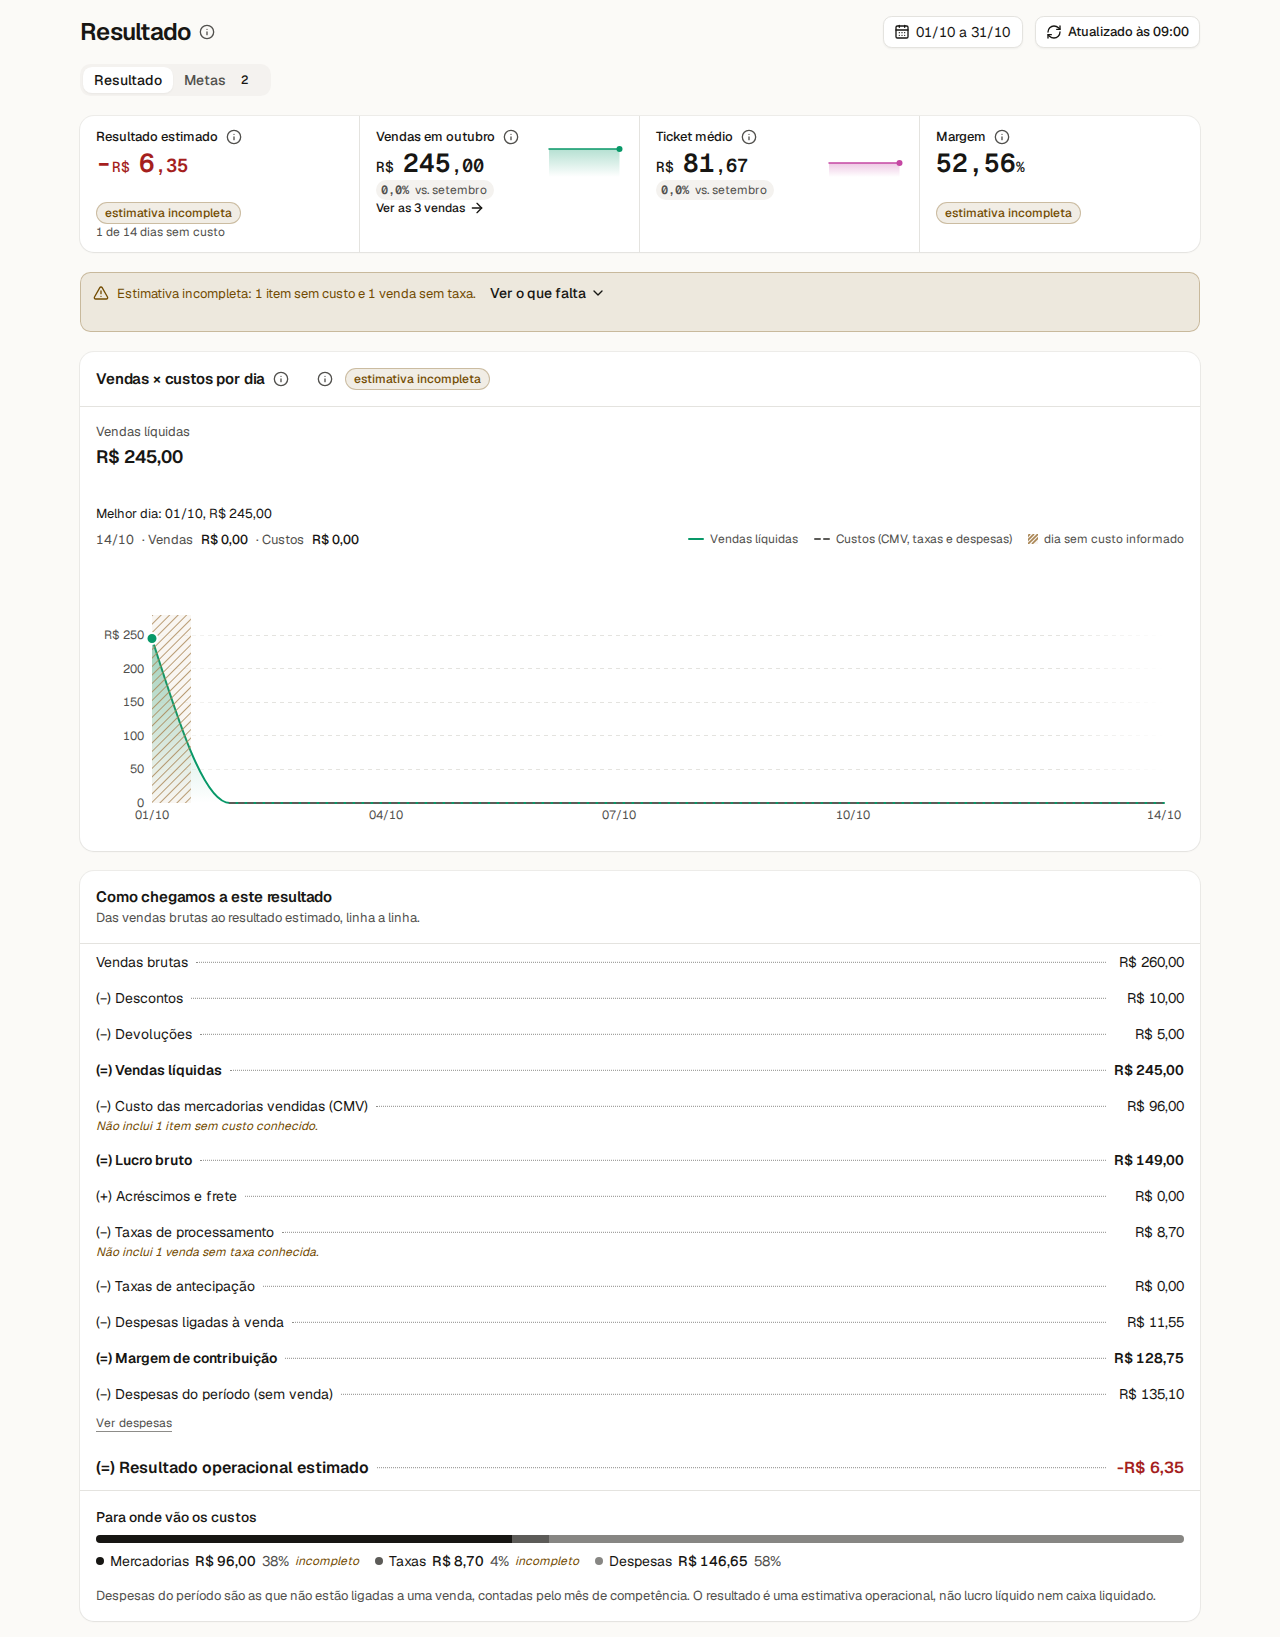 Resultado
01/10 a 31/10
Atualizado às 09:00
Resultado
Metas 2
Resultado estimado
-R$ 6,35
estimativa incompleta
1 de 14 dias sem custo
Vendas em outubro
R$ 245,00
0,0% vs. setembro
Ver as 3 vendas
Ticket médio
R$ 81,67
0,0% vs. setembro
Margem
52,56%
estimativa incompleta
Estimativa incompleta: 1 item sem custo e 1 venda sem taxa. Ver o que falta
Vendas × custos por dia
estimativa incompleta
Vendas líquidas
R$ 245,00
Melhor dia: 01/10, R$ 245,00
14/10 · Vendas R$ 0,00 · Custos R$ 0,00
Vendas líquidas
Custos (CMV, taxas e despesas)
dia sem custo informado
R$ 250
200
150
100
50
0
01/10 04/10 07/10 10/10 14/10
Como chegamos a este resultado
Das vendas brutas ao resultado estimado, linha a linha.
Vendas brutas R$ 260,00
(−) Descontos R$ 10,00
(−) Devoluções R$ 5,00
(=) Vendas líquidas R$ 245,00
(−) Custo das mercadorias vendidas (CMV) R$ 96,00
Não inclui 1 item sem custo conhecido.
(=) Lucro bruto R$ 149,00
(+) Acréscimos e frete R$ 0,00
(−) Taxas de processamento R$ 8,70
Não inclui 1 venda sem taxa conhecida.
(−) Taxas de antecipação R$ 0,00
(−) Despesas ligadas à venda R$ 11,55
(=) Margem de contribuição R$ 128,75
(−) Despesas do período (sem venda) R$ 135,10
Ver despesas
(=) Resultado operacional estimado -R$ 6,35
Para onde vão os custos
Mercadorias R$ 96,00 38% incompleto Taxas R$ 8,70 4% incompleto Despesas R$ 146,65 58%
Despesas do período são as que não estão ligadas a uma venda, contadas pelo mês de competência. O resultado é uma estimativa operacional, não lucro líquido nem caixa liquidado.